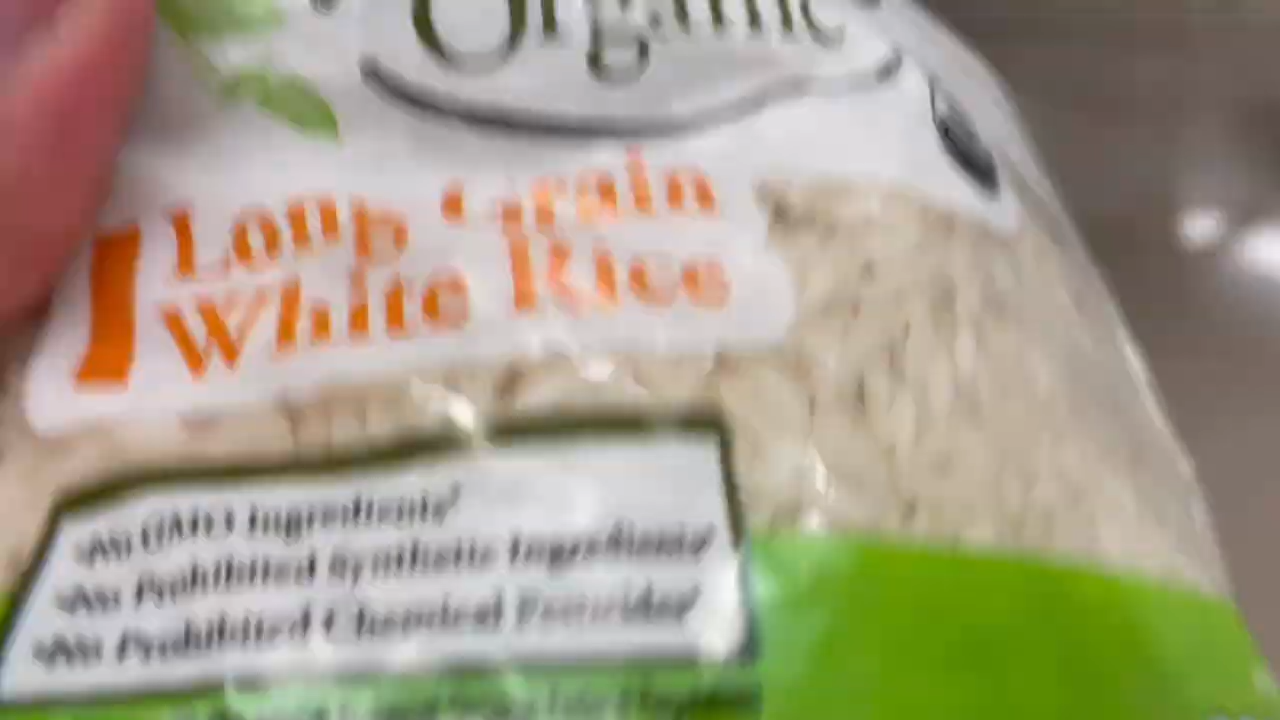 Organic
Long Grain
White Rice
•No GMO Ingredients
•No Prohibited Synthetic Ingredients
•No Prohibited Chemical Pesticides